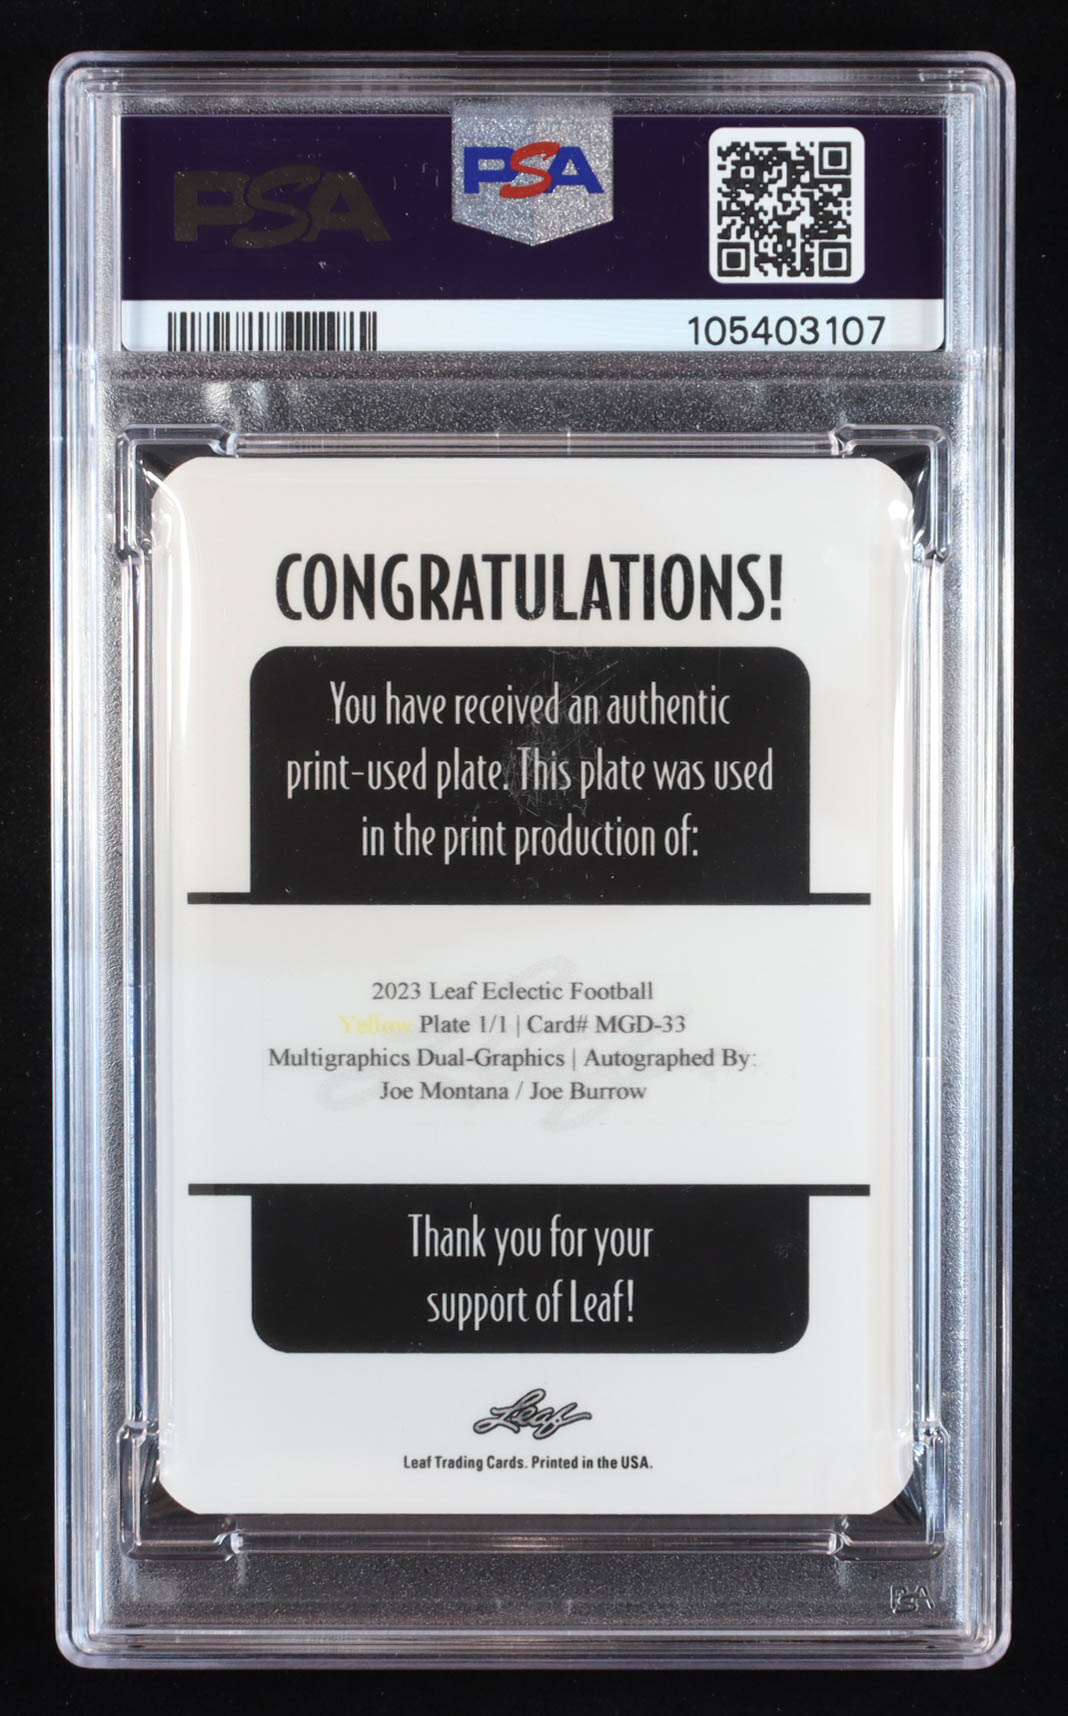 PSA
PSA
105403107
CONGRATULATIONS!
You have received an authentic
print-used plate. This plate was used
in the print production of:
2023 Leaf Eclectic Football
Yellow Plate 1/1 | Card# MGD-33
Multigraphics Dual-Graphics | Autographed By:
Joe Montana / Joe Burrow
Thank you for your
support of Leaf!
Leaf
Leaf Trading Cards. Printed in the USA.
PSA